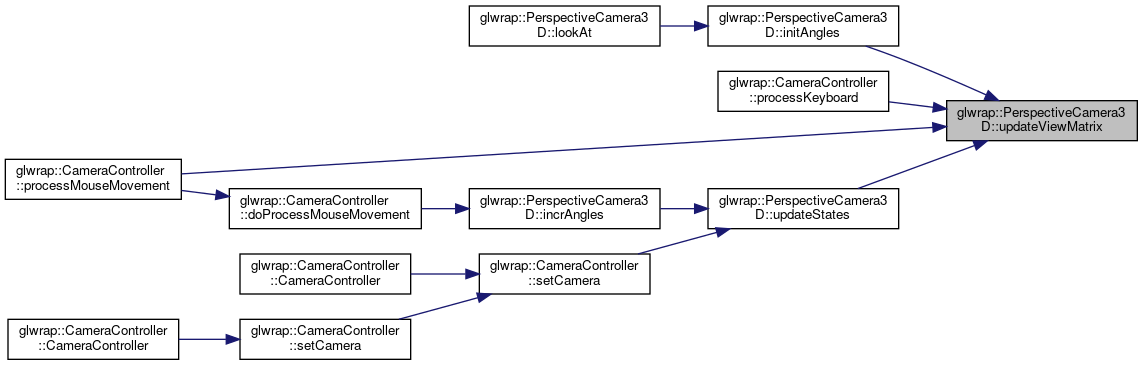 glwrap::PerspectiveCamera3
D::lookAt
glwrap::PerspectiveCamera3
D::initAngles
glwrap::CameraController
::processKeyboard
glwrap::PerspectiveCamera3
D::updateViewMatrix
glwrap::CameraController
::processMouseMovement
glwrap::CameraController
::doProcessMouseMovement
glwrap::PerspectiveCamera3
D::incrAngles
glwrap::PerspectiveCamera3
D::updateStates
glwrap::CameraController
::CameraController
glwrap::CameraController
::setCamera
glwrap::CameraController
::CameraController
glwrap::CameraController
::setCamera